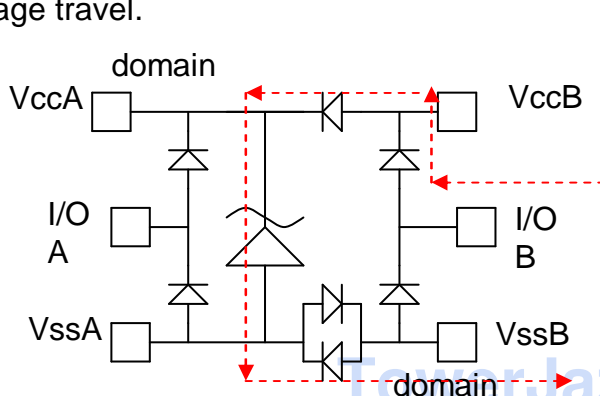 age travel.
domain
VccA
VccB
I/O
A
I/O
B
VssA
VssB
domain